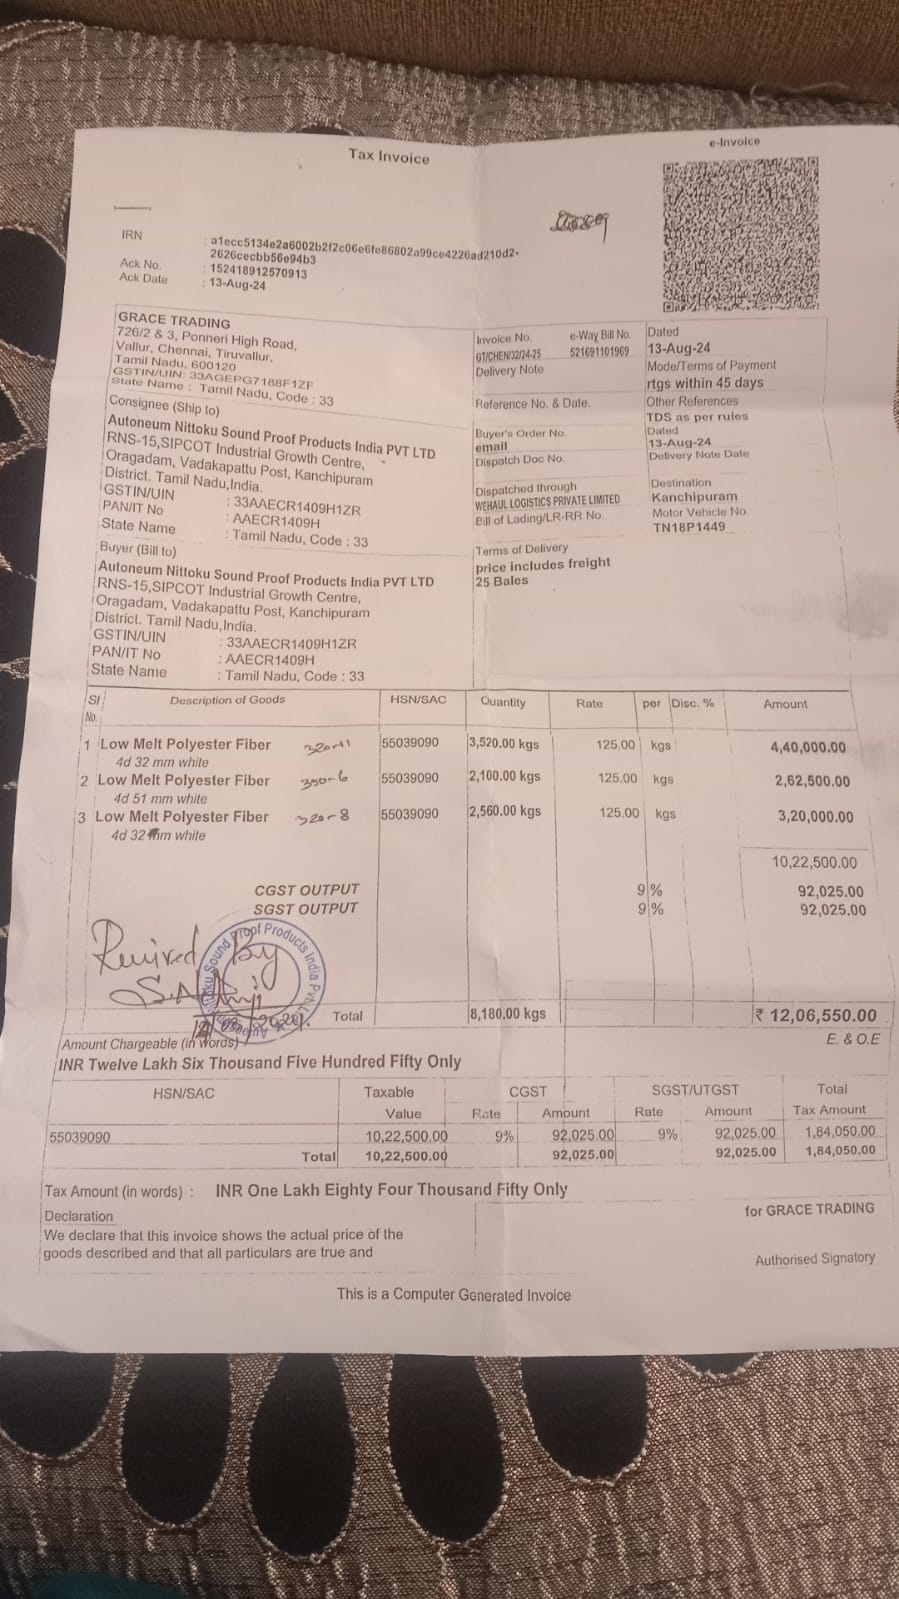 Tax Invoice
e-Invoice
IRN : a1ecc5134e2a6002b2f2c06e6fe86802a99ce4226ad210d2-
2626cecbb56e94b3
Ack No. : 152418912570913
Ack Date : 13-Aug-24
GRACE TRADING
726/2 & 3, Ponneri High Road,
Vallur, Chennai, Tiruvallur,
Tamil Nadu, 600120
GSTIN/UIN: 33AGEPG7188F1ZF
State Name : Tamil Nadu, Code : 33
Consignee (Ship to)
Autoneum Nittoku Sound Proof Products India PVT LTD
RNS-15,SIPCOT Industrial Growth Centre,
Oragadam, Vadakapattu Post, Kanchipuram
District. Tamil Nadu,India.
GSTIN/UIN : 33AAECR1409H1ZR
PAN/IT No : AAECR1409H
State Name : Tamil Nadu, Code : 33
Buyer (Bill to)
Autoneum Nittoku Sound Proof Products India PVT LTD
RNS-15,SIPCOT Industrial Growth Centre,
Oragadam, Vadakapattu Post, Kanchipuram
District. Tamil Nadu,India.
GSTIN/UIN : 33AAECR1409H1ZR
PAN/IT No : AAECR1409H
State Name : Tamil Nadu, Code : 33
Invoice No. e-Way Bill No. Dated
GT/CHEN/32/24-25 521691101969 13-Aug-24
Delivery Note Mode/Terms of Payment
rtgs within 45 days
Reference No. & Date. Other References
TDS as per rules
Buyer's Order No. Dated
email 13-Aug-24
Dispatch Doc No. Delivery Note Date
Dispatched through Destination
WEHAUL LOGISTICS PRIVATE LIMITED Kanchipuram
Bill of Lading/LR-RR No. Motor Vehicle No.
TN18P1449
Terms of Delivery
price includes freight
25 Bales
Sl No. Description of Goods HSN/SAC Quantity Rate per Disc. % Amount
1 Low Melt Polyester Fiber 320-11 55039090 3,520.00 kgs 125.00 kgs 4,40,000.00
4d 32 mm white
2 Low Melt Polyester Fiber 350-6 55039090 2,100.00 kgs 125.00 kgs 2,62,500.00
4d 51 mm white
3 Low Melt Polyester Fiber 320-8 55039090 2,560.00 kgs 125.00 kgs 3,20,000.00
4d 32 mm white
10,22,500.00
CGST OUTPUT 9 % 92,025.00
SGST OUTPUT 9 % 92,025.00
By
Total 8,180.00 kgs ₹ 12,06,550.00
Amount Chargeable (in words) E. & O.E
INR Twelve Lakh Six Thousand Five Hundred Fifty Only
HSN/SAC Taxable Value CGST SGST/UTGST Total Tax Amount
Rate Amount Rate Amount
55039090 10,22,500.00 9% 92,025.00 9% 92,025.00 1,84,050.00
Total 10,22,500.00 92,025.00 92,025.00 1,84,050.00
Tax Amount (in words) : INR One Lakh Eighty Four Thousand Fifty Only
Declaration
We declare that this invoice shows the actual price of the
goods described and that all particulars are true and
for GRACE TRADING
Authorised Signatory
This is a Computer Generated Invoice